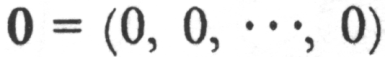 0 = (0, 0, ···, 0)